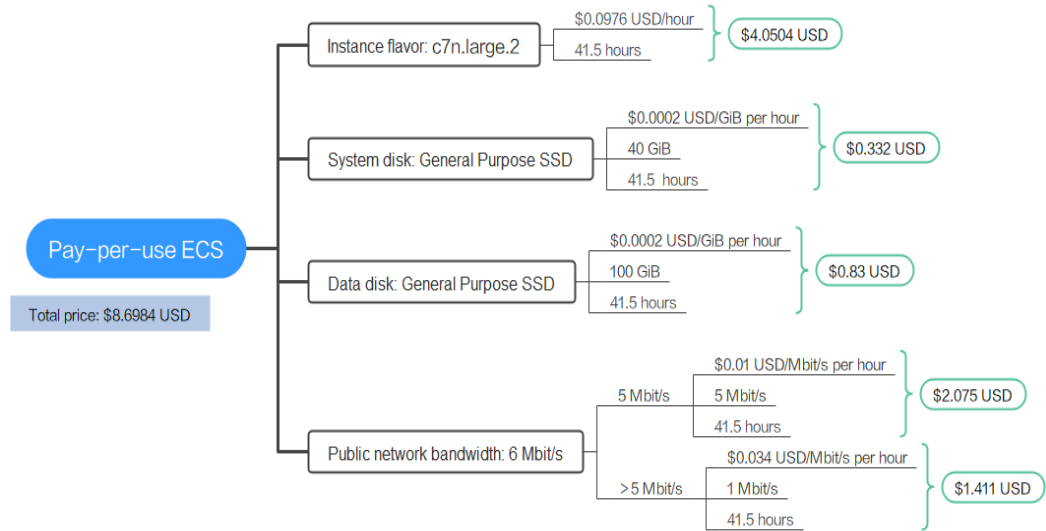 Pay-per-use ECS
Total price: $8.6984 USD
Instance flavor: c7n.large.2
$0.0976 USD/hour
41.5 hours
$4.0504 USD
System disk: General Purpose SSD
$0.0002 USD/GiB per hour
40 GiB
41.5 hours
$0.332 USD
Data disk: General Purpose SSD
$0.0002 USD/GiB per hour
100 GiB
41.5 hours
$0.83 USD
Public network bandwidth: 6 Mbit/s
5 Mbit/s
$0.01 USD/Mbit/s per hour
5 Mbit/s
41.5 hours
$2.075 USD
>5 Mbit/s
$0.034 USD/Mbit/s per hour
1 Mbit/s
41.5 hours
$1.411 USD